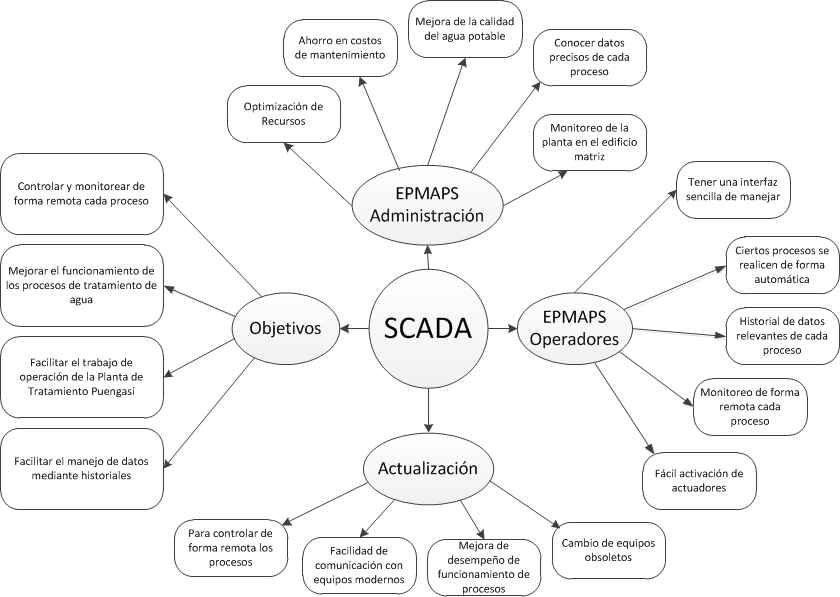 Mejora de la calidad
del agua potable
Ahorro en costos
de mantenimiento
Conocer datos
precisos de cada
proceso
Optimización de
Recursos
Monitoreo de la
planta en el edificio
matriz
EPMAPS
Administración
Controlar y monitorear de
forma remota cada proceso
Mejorar el funcionamiento de
los procesos de tratamiento de
agua
Facilitar el trabajo de
operación de la Planta de
Tratamiento Puengasí
Facilitar el manejo de datos
mediante historiales
Objetivos
SCADA
EPMAPS
Operadores
Tener una interfaz
sencilla de manejar
Ciertos procesos se
realicen de forma
automática
Historial de datos
relevantes de cada
proceso
Monitoreo de forma
remota cada
proceso
Fácil activación de
actuadores
Actualización
Para controlar de
forma remota los
procesos
Facilidad de
comunicación con
equipos modernos
Mejora de
desempeño de
funcionamiento de
procesos
Cambio de equipos
obsoletos